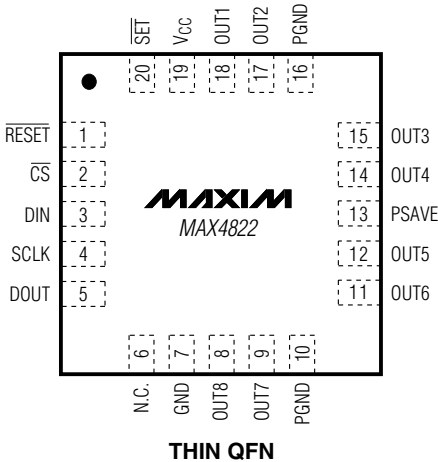 SET VCC OUT1 OUT2 PGND
20 19 18 17 16
RESET 1 15 OUT3
CS 2 14 OUT4
DIN 3 MAXIM 13 PSAVE
MAX4822
SCLK 4 12 OUT5
DOUT 5 11 OUT6
6 7 8 9 10
N.C. GND OUT8 OUT7 PGND
THIN QFN